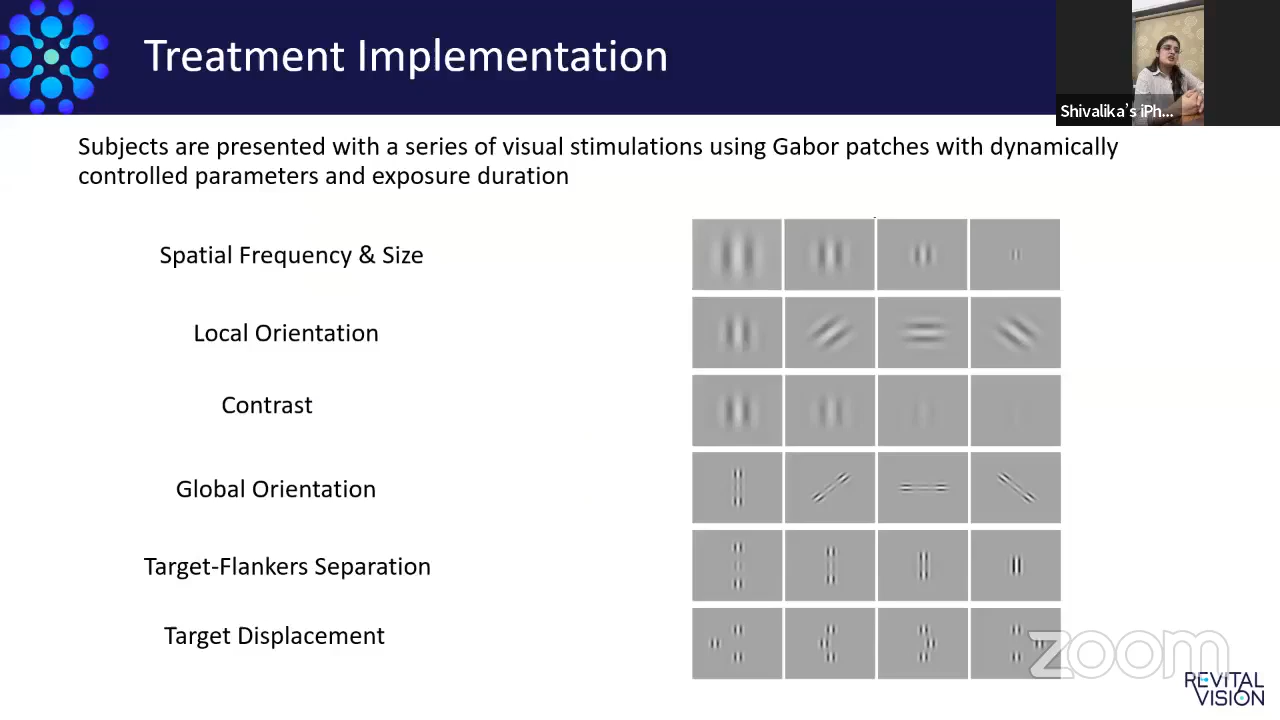 Treatment Implementation
Shivalika's iPh...
Subjects are presented with a series of visual stimulations using Gabor patches with dynamically
controlled parameters and exposure duration
Spatial Frequency & Size
Local Orientation
Contrast
Global Orientation
Target-Flankers Separation
Target Displacement
zoom
REVITAL
VISION